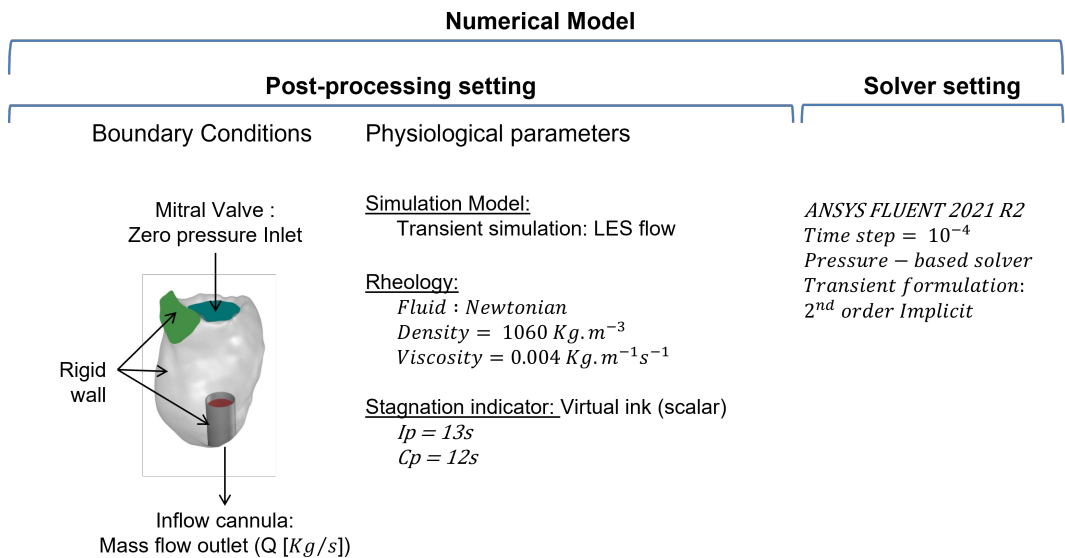 Numerical Model
Post-processing setting
Solver setting
Boundary Conditions
Physiological parameters
Mitral Valve :
Zero pressure Inlet
Rigid
wall
Inflow cannula:
Mass flow outlet (Q [Kg/s])
Simulation Model:
Transient simulation: LES flow
Rheology:
Fluid : Newtonian
Density = 1060 Kg.m⁻³
Viscosity = 0.004 Kg.m⁻¹s⁻¹
Stagnation indicator: Virtual ink (scalar)
Ip = 13s
Cp = 12s
ANSYS FLUENT 2021 R2
Time step = 10⁻⁴
Pressure − based solver
Transient formulation:
2ⁿᵈ order Implicit